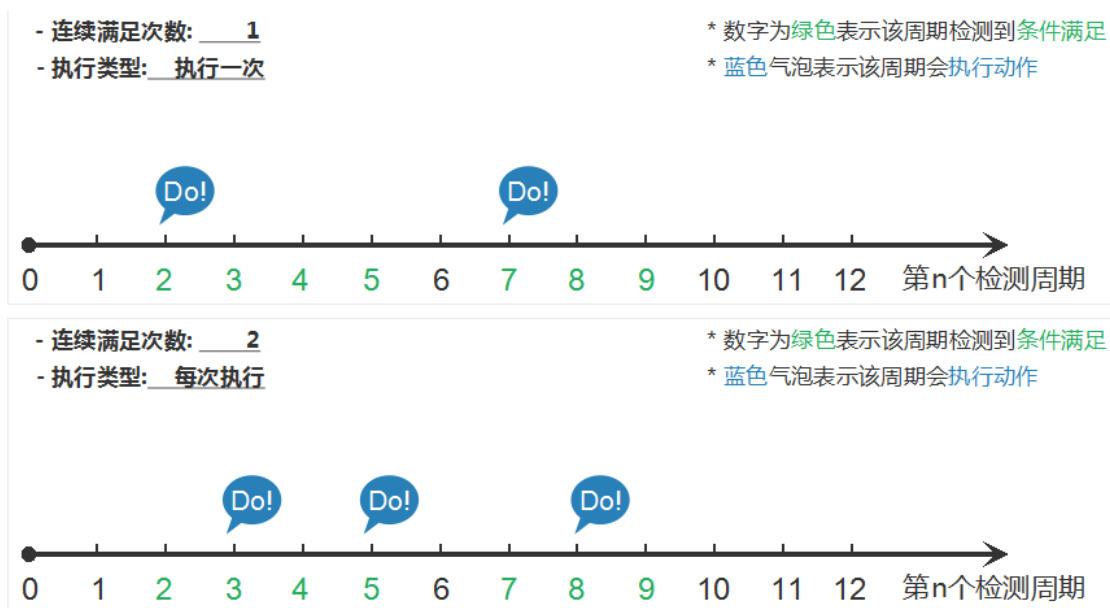 - 连续满足次数: 1
* 数字为绿色表示该周期检测到条件满足
- 执行类型: 执行一次
* 蓝色气泡表示该周期会执行动作
Do! Do!
0 1 2 3 4 5 6 7 8 9 10 11 12 第n个检测周期
- 连续满足次数: 2
* 数字为绿色表示该周期检测到条件满足
- 执行类型: 每次执行
* 蓝色气泡表示该周期会执行动作
Do! Do! Do!
0 1 2 3 4 5 6 7 8 9 10 11 12 第n个检测周期